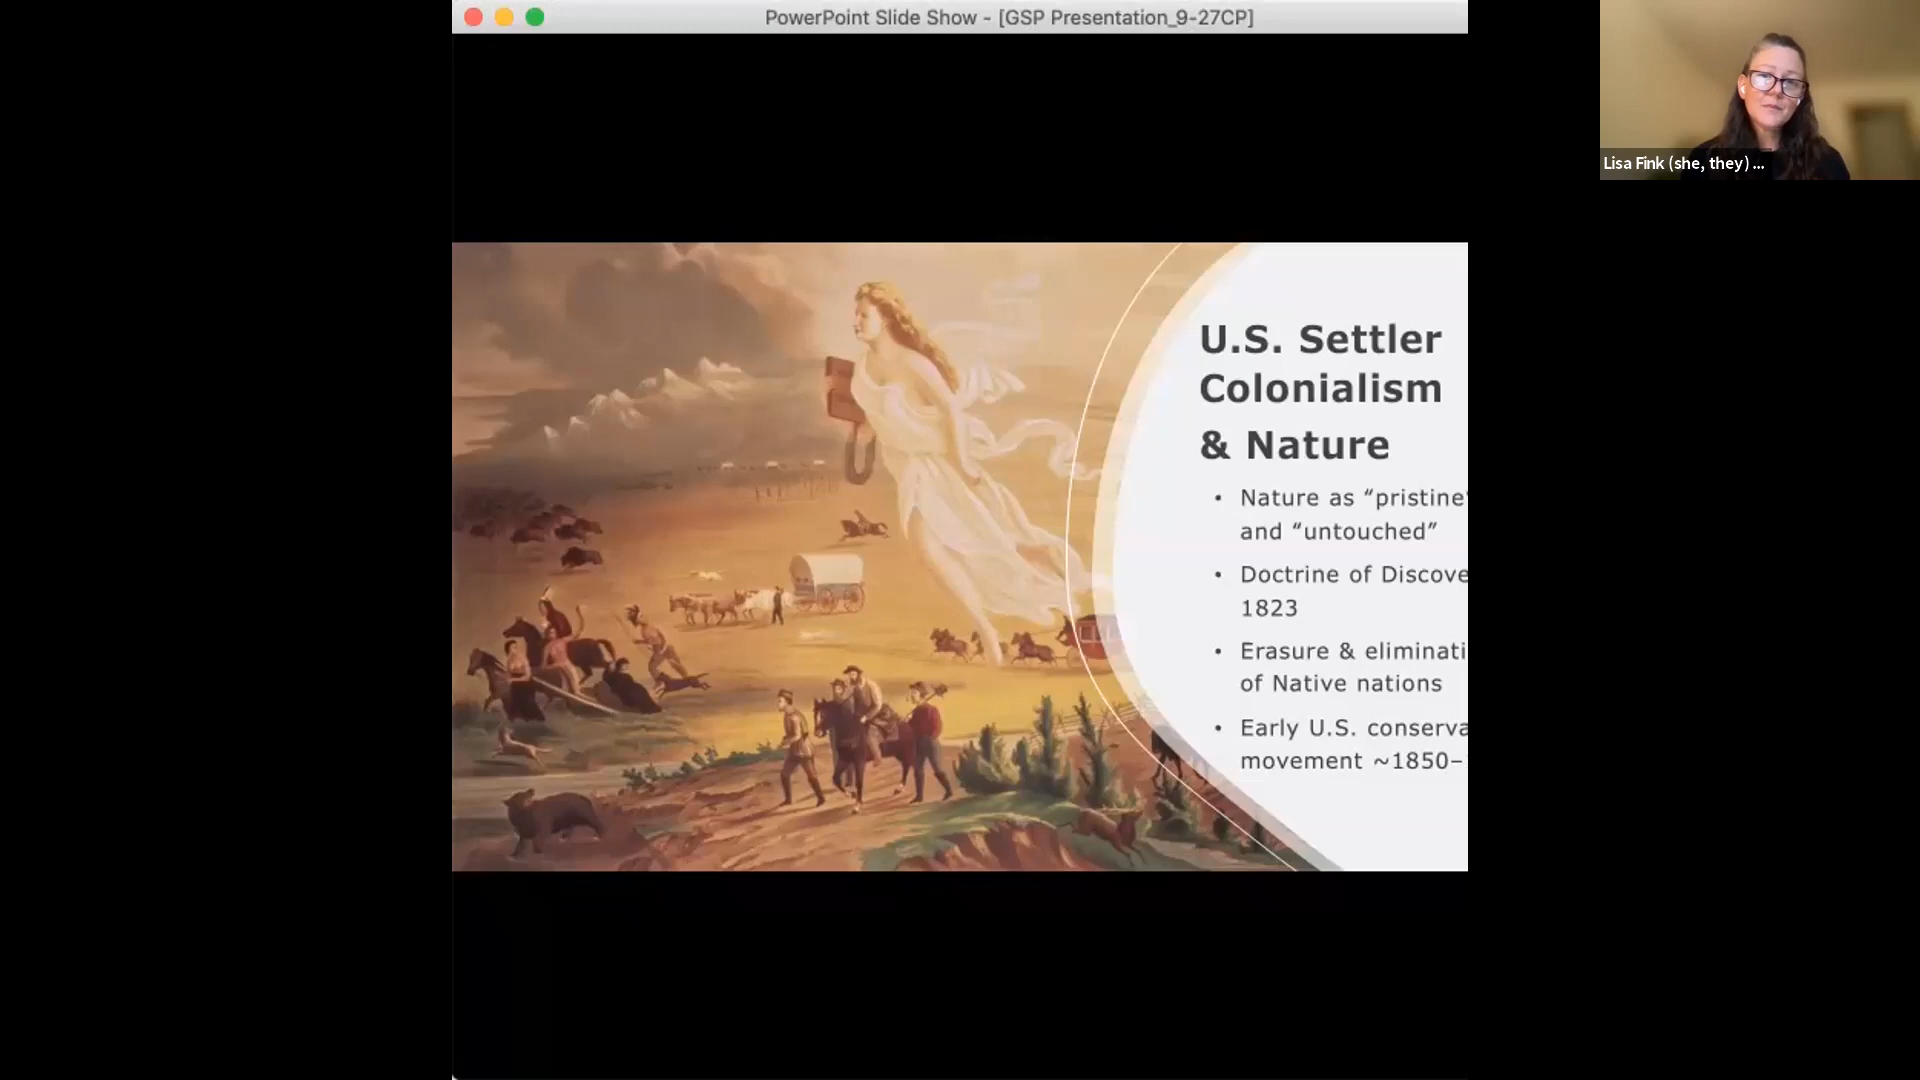 PowerPoint Slide Show - [GSP Presentation_9-27CP]
Lisa Fink (she, they) ...
U.S. Settler
Colonialism
& Nature
• Nature as “pristine”
and “untouched”
• Doctrine of Discove
1823
• Erasure & eliminati
of Native nations
• Early U.S. conserva
movement ~1850–